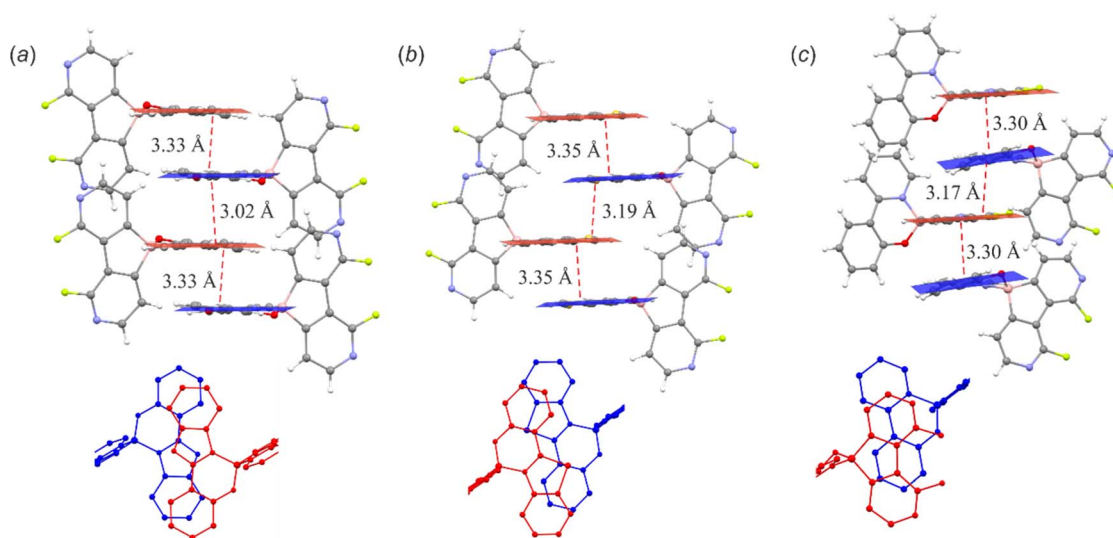 (a)
3.33 Å
3.02 Å
3.33 Å
(b)
3.35 Å
3.19 Å
3.35 Å
(c)
3.30 Å
3.17 Å
3.30 Å